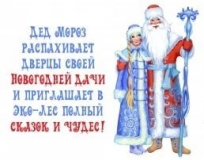 Дед Мороз
распахивает
дверцы своей
Новогодней дачи
и приглашает в
эко-лес полный
сказок и чудес!